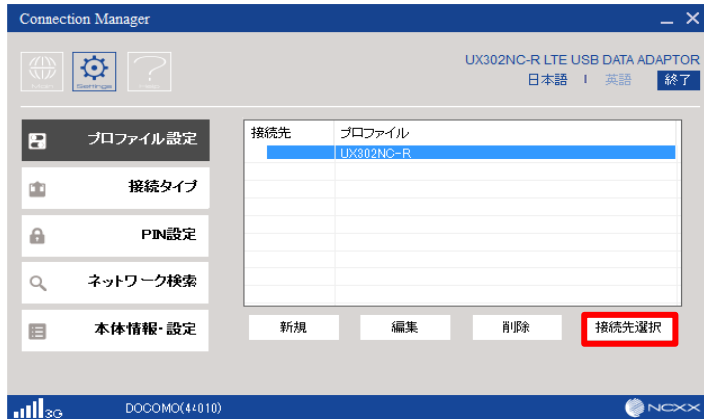 Connection Manager
UX302NC-R LTE USB DATA ADAPTOR
日本語 | 英語 終了
Settings
プロファイル設定
接続タイプ
PIN設定
ネットワーク検索
本体情報・設定
接続先 プロファイル
UX302NC-R
新規 編集 削除 接続先選択
3G DOCOMO(44010) NCXX